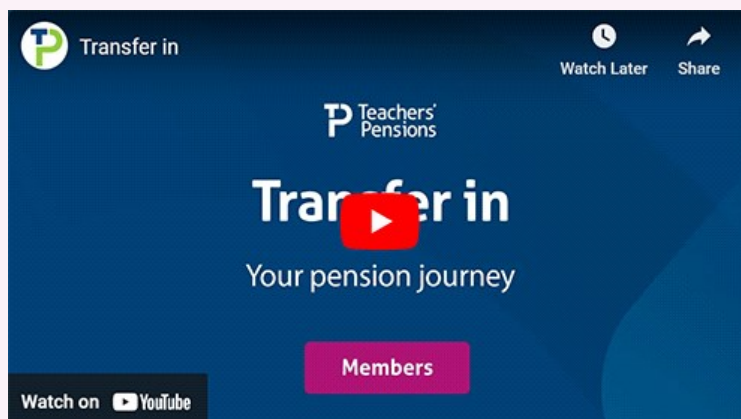 Transfer in
Watch Later
Share
Teachers'
Pensions
Transfer in
Your pension journey
Members
Watch on YouTube